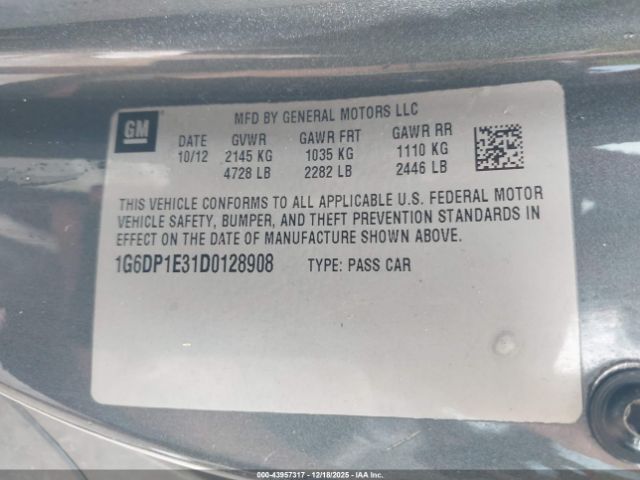 GM
MFD BY GENERAL MOTORS LLC
DATE GVWR GAWR FRT GAWR RR
10/12 2145 KG 1035 KG 1110 KG
4728 LB 2282 LB 2446 LB
THIS VEHICLE CONFORMS TO ALL APPLICABLE U.S. FEDERAL MOTOR
VEHICLE SAFETY, BUMPER, AND THEFT PREVENTION STANDARDS IN
EFFECT ON THE DATE OF MANUFACTURE SHOWN ABOVE.
1G6DP1E31D0128908 TYPE: PASS CAR
000-43957317 - 12/18/2025 - IAA.com